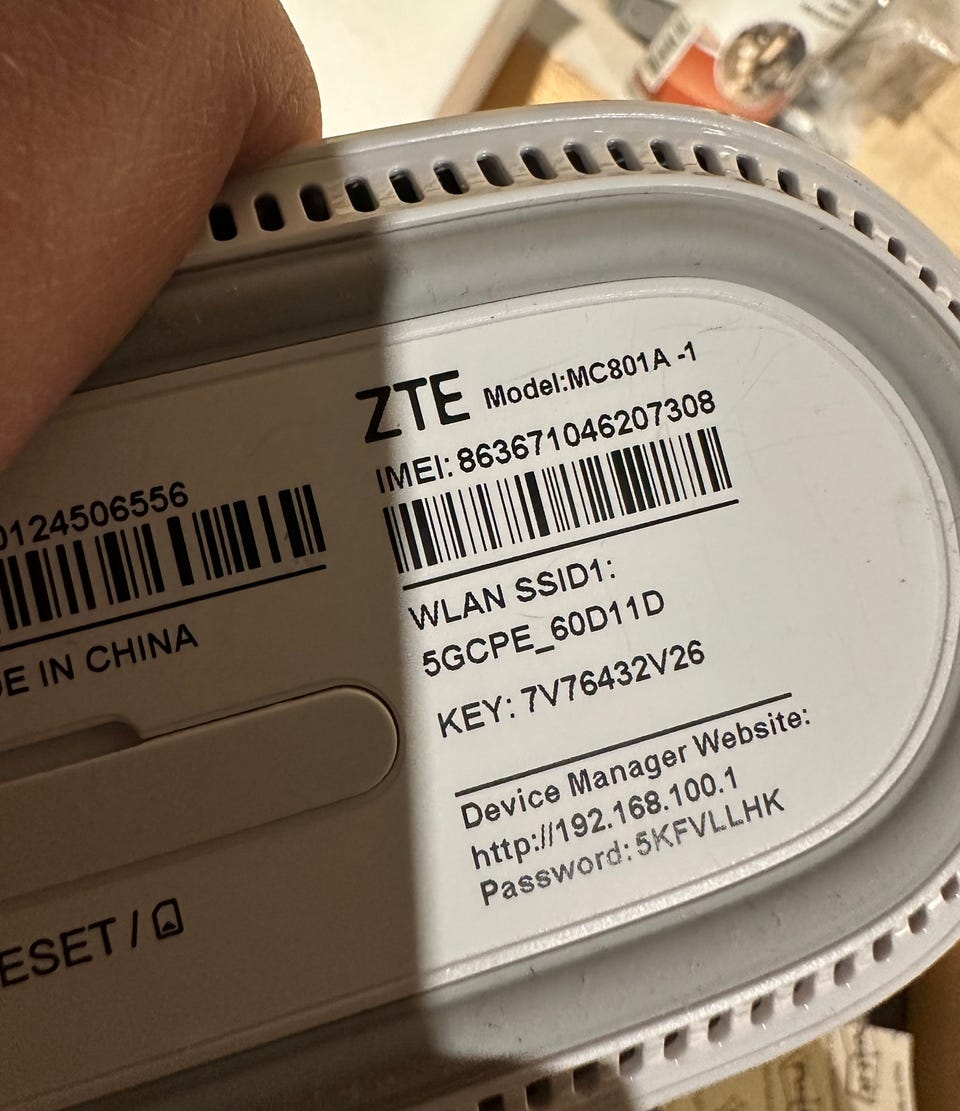 ZTE Model:MC801A -1
IMEI: 863671046207308
WLAN SSID1:
5GCPE_60D11D
KEY: 7V76432V26
Device Manager Website:
http://192.168.100.1
Password: 5KFVLLHK
0124506556
DE IN CHINA
ESET /